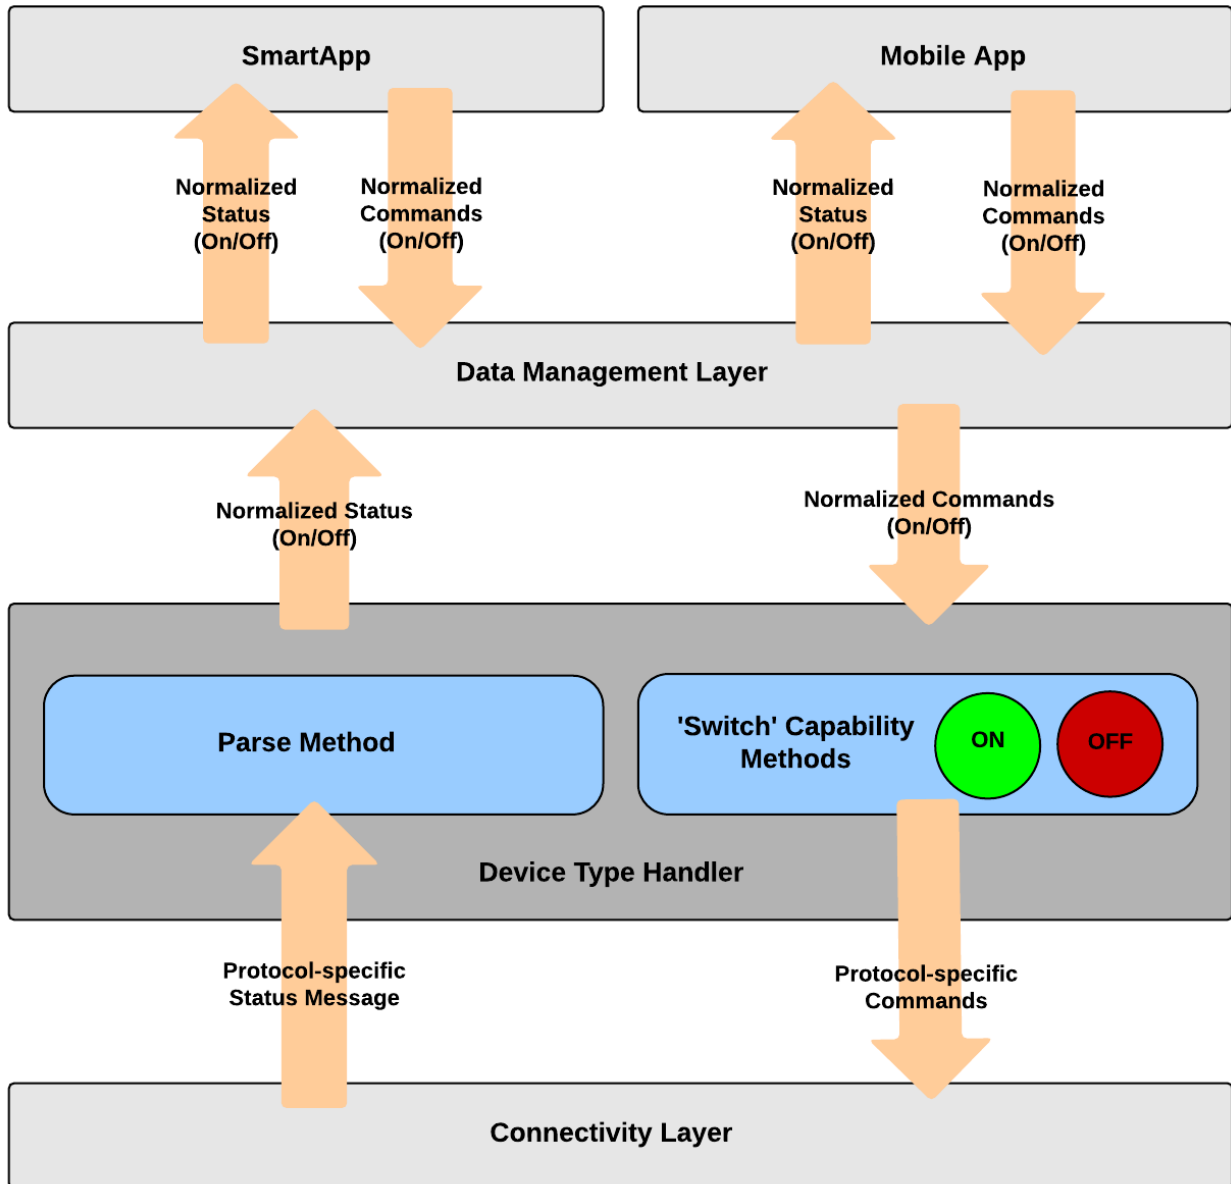 SmartApp
Mobile App
Normalized
Status
(On/Off)
Normalized
Commands
(On/Off)
Normalized
Status
(On/Off)
Normalized
Commands
(On/Off)
Data Management Layer
Normalized Status
(On/Off)
Normalized Commands
(On/Off)
Parse Method
'Switch' Capability
Methods
ON
OFF
Device Type Handler
Protocol-specific
Status Message
Protocol-specific
Commands
Connectivity Layer